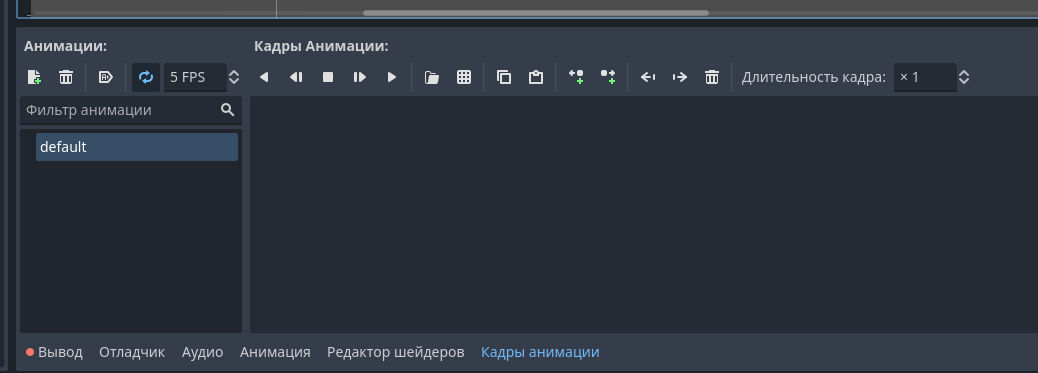 Анимации:
Кадры Анимации:
5 FPS
Длительность кадра:
× 1
Фильтр анимации
default
Вывод
Отладчик
Аудио
Анимация
Редактор шейдеров
Кадры анимации